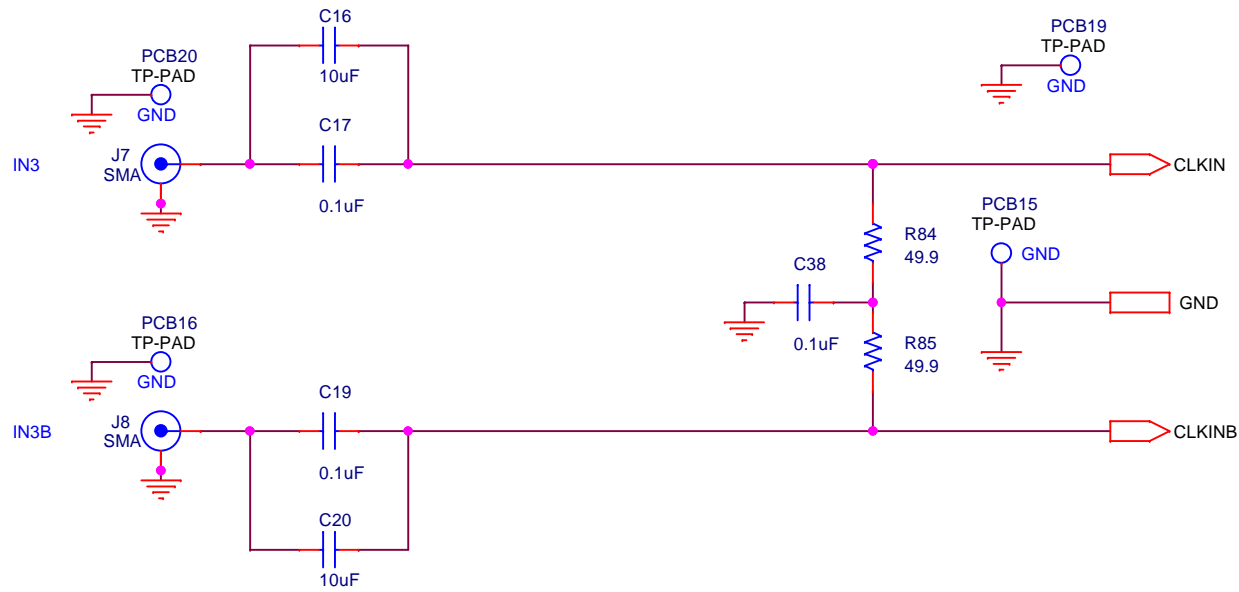 C16
10uF
PCB20
TP-PAD
GND
PCB19
TP-PAD
GND
IN3
J7
SMA
C17
0.1uF
CLKIN
R84
49.9
PCB15
TP-PAD
GND
C38
0.1uF
GND
R85
49.9
PCB16
TP-PAD
GND
IN3B
J8
SMA
C19
0.1uF
CLKINB
C20
10uF